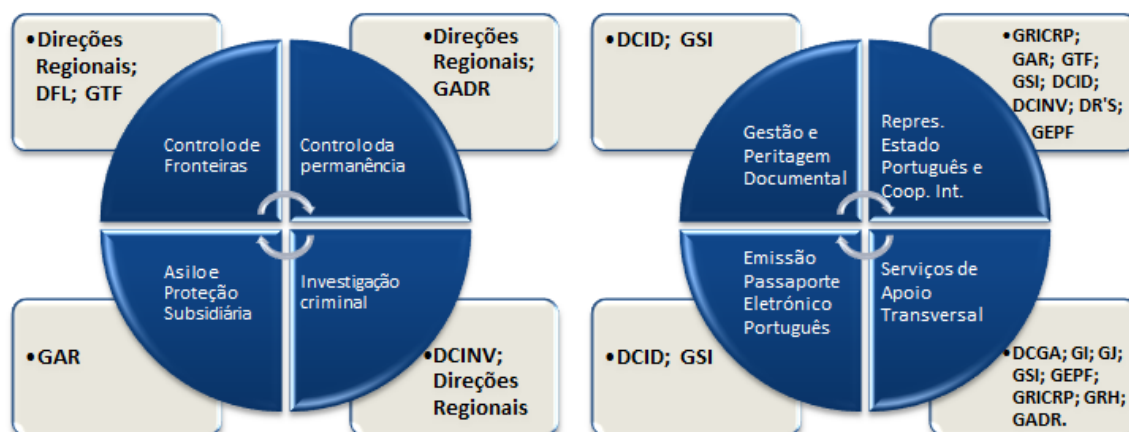 •Direções
Regionais;
DFL; GTF
•Direções
Regionais;
GADR
Controlo de
Fronteiras
Controlo da
permanência
Asilo e
Proteção
Subsidiária
Investigação
criminal
•GAR
•DCINV;
Direções
Regionais
•DCID; GSI
•GRICRP;
GAR; GTF;
GSI; DCID;
DCINV; DR'S;
GEPF
Gestão e
Peritagem
Documental
Repres.
Estado
Português e
Coop. Int.
Emissão
Passaporte
Eletrónico
Português
Serviços de
Apoio
Transversal
•DCID; GSI
•DCGA; GI; GJ;
GSI; GEPF;
GRICRP; GRH;
GADR.